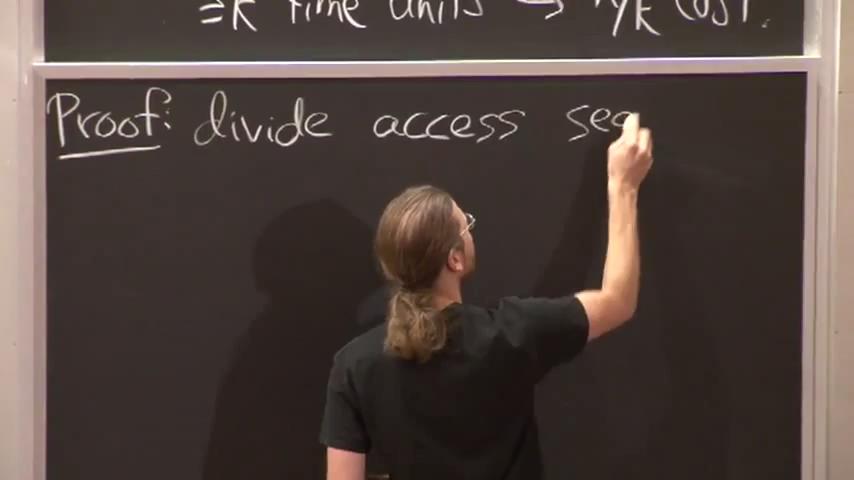 =k time units → n/k cost.
Proof: divide access seq